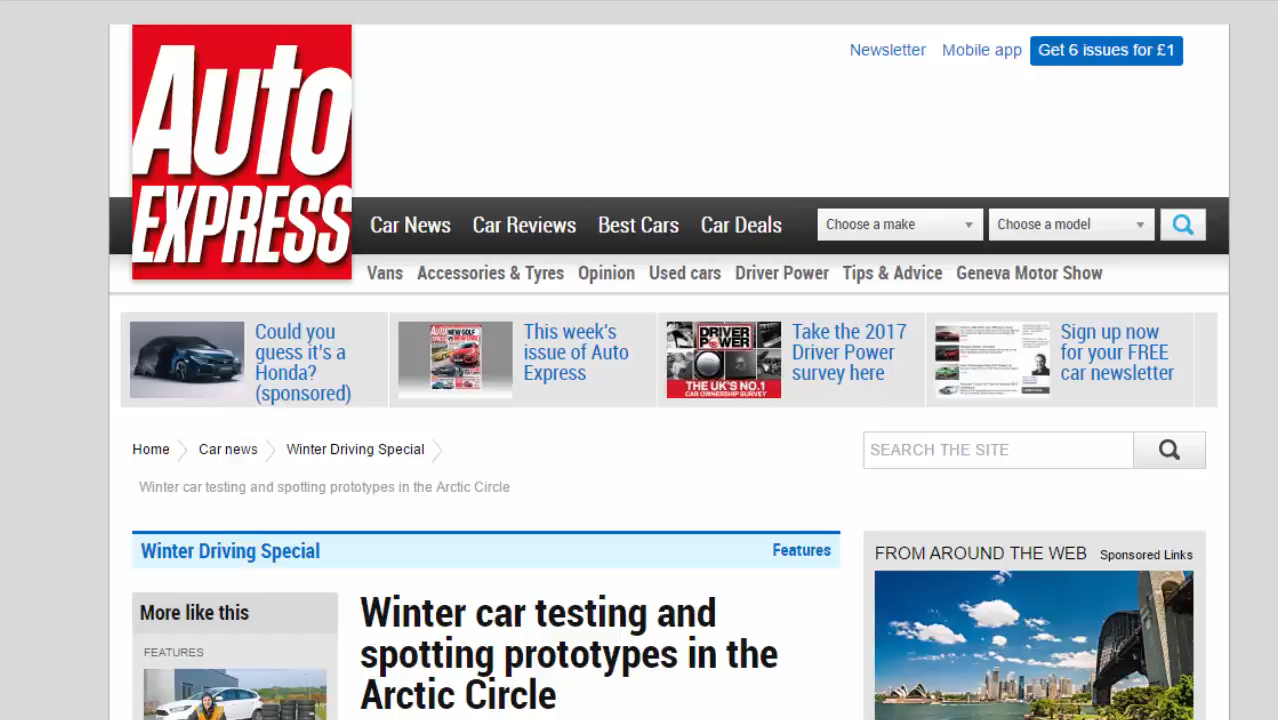 Auto
EXPRESS
Newsletter Mobile app Get 6 issues for £1
Car News Car Reviews Best Cars Car Deals Choose a make Choose a model
Vans Accessories & Tyres Opinion Used cars Driver Power Tips & Advice Geneva Motor Show
Could you
guess it's a
Honda?
(sponsored)
This week's
issue of Auto
Express
DRIVER
POWER
THE UK'S NO.1
CAR OWNERSHIP SURVEY
Take the 2017
Driver Power
survey here
Sign up now
for your FREE
car newsletter
Home Car news Winter Driving Special
SEARCH THE SITE
Winter car testing and spotting prototypes in the Arctic Circle
Winter Driving Special Features
FROM AROUND THE WEB Sponsored Links
More like this
FEATURES
Winter car testing and
spotting prototypes in the
Arctic Circle